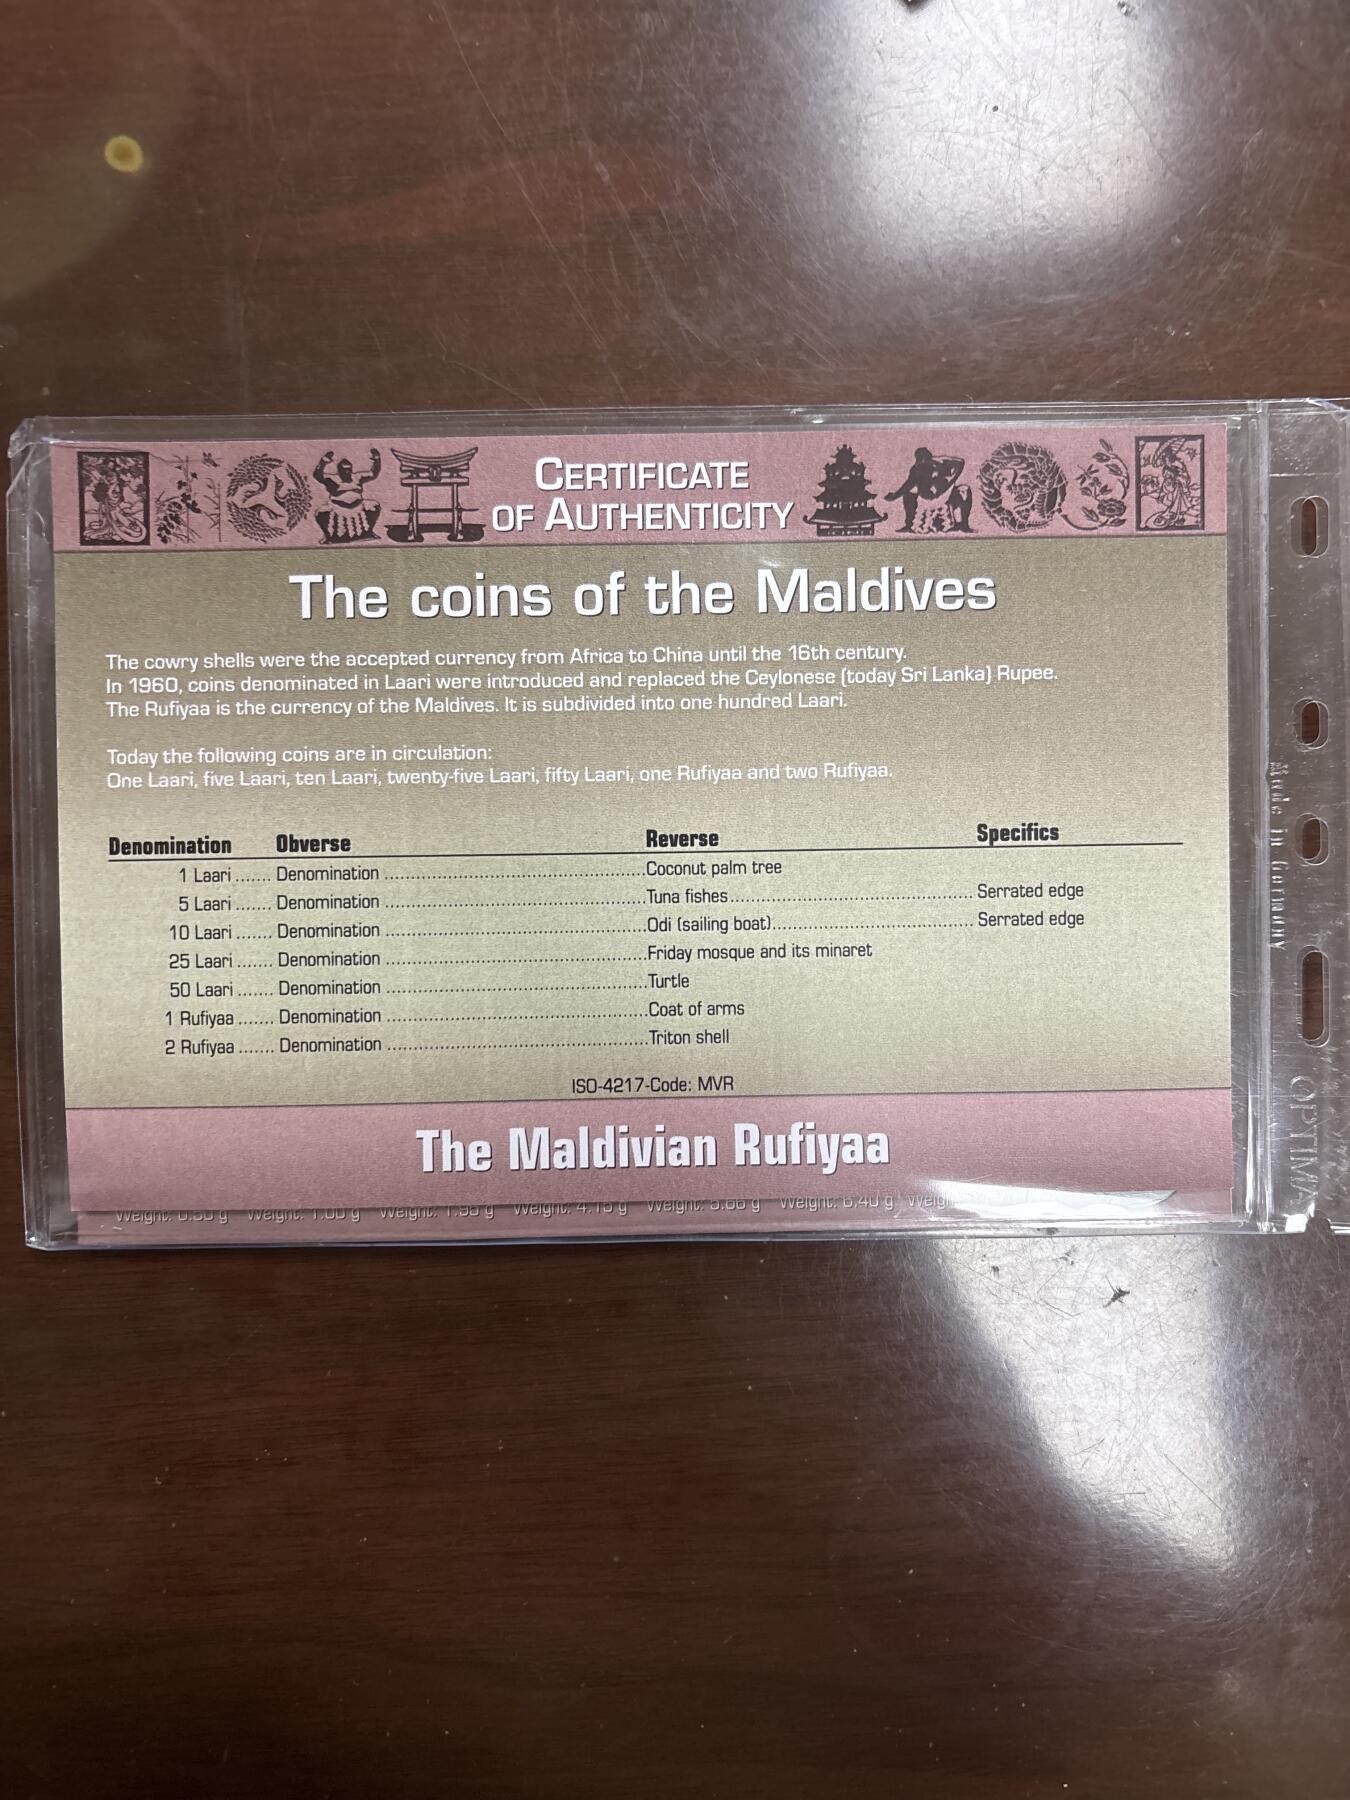 CERTIFICATE
OF AUTHENTICITY
The coins of the Maldives
The cowry shells were the accepted currency from Africa to China until the 16th century.
In 1960, coins denominated in Laari were introduced and replaced the Ceylonese (today Sri Lanka) Rupee.
The Rufiyaa is the currency of the Maldives. It is subdivided into one hundred Laari.
Today the following coins are in circulation:
One Laari, five Laari, ten Laari, twenty-five Laari, fifty Laari, one Rufiyaa and two Rufiyaa.
Denomination Obverse Reverse Specifics
1 Laari ....... Denomination ..................................................... Coconut palm tree
5 Laari ....... Denomination ..................................................... Tuna fishes ................................................. Serrated edge
10 Laari ....... Denomination ..................................................... Odi (sailing boat) ......................................... Serrated edge
25 Laari ....... Denomination ..................................................... Friday mosque and its minaret
50 Laari ....... Denomination ..................................................... Turtle
1 Rufiyaa ....... Denomination ..................................................... Coat of arms
2 Rufiyaa ....... Denomination ..................................................... Triton shell
ISO-4217-Code: MVR
The Maldivian Rufiyaa
Weight: Weight: Weight: Weight: Weight: Weight:
Made in Germany
OPTIMA